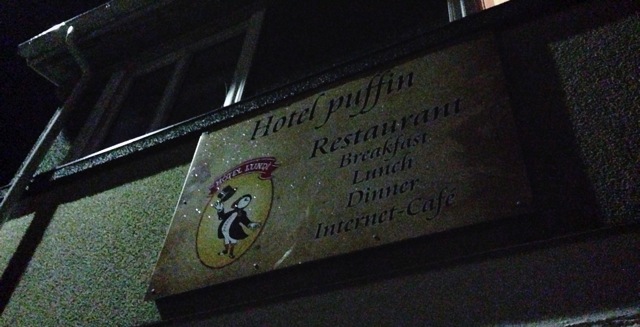 Hotel puffin
Restaurant
Breakfast
Lunch
Dinner
Internet-Café